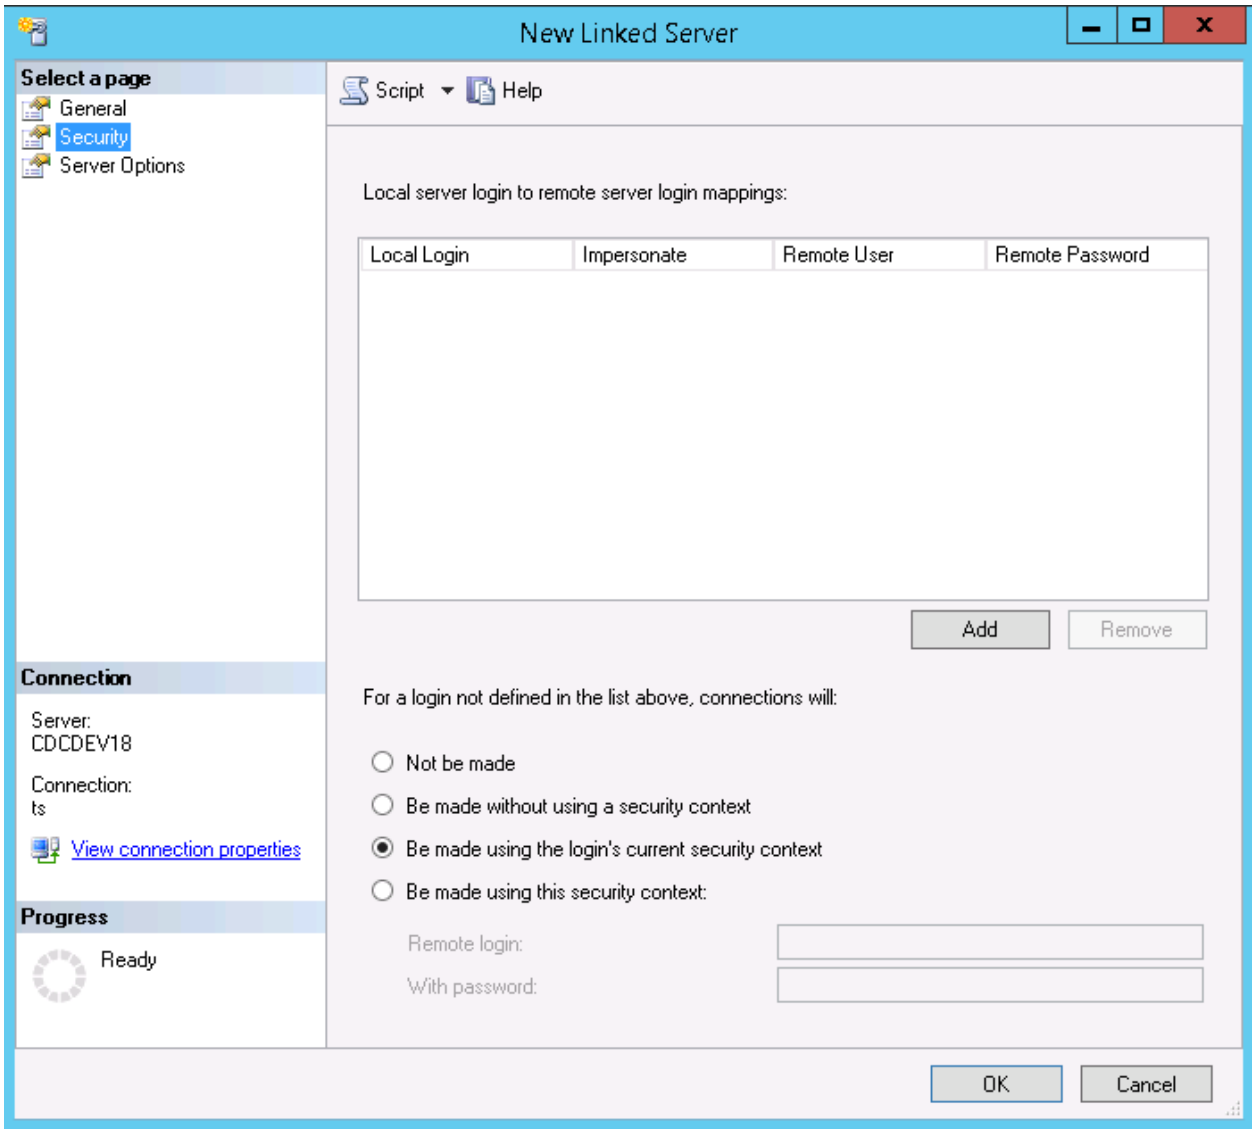 New Linked Server
Select a page
General
Security
Server Options
Script
Help
Local server login to remote server login mappings:
Local Login
Impersonate
Remote User
Remote Password
Add
Remove
Connection
Server:
CDCDEV18
Connection:
ts
View connection properties
Progress
Ready
For a login not defined in the list above, connections will:
Not be made
Be made without using a security context
Be made using the login's current security context
Be made using this security context:
Remote login:
With password:
OK
Cancel